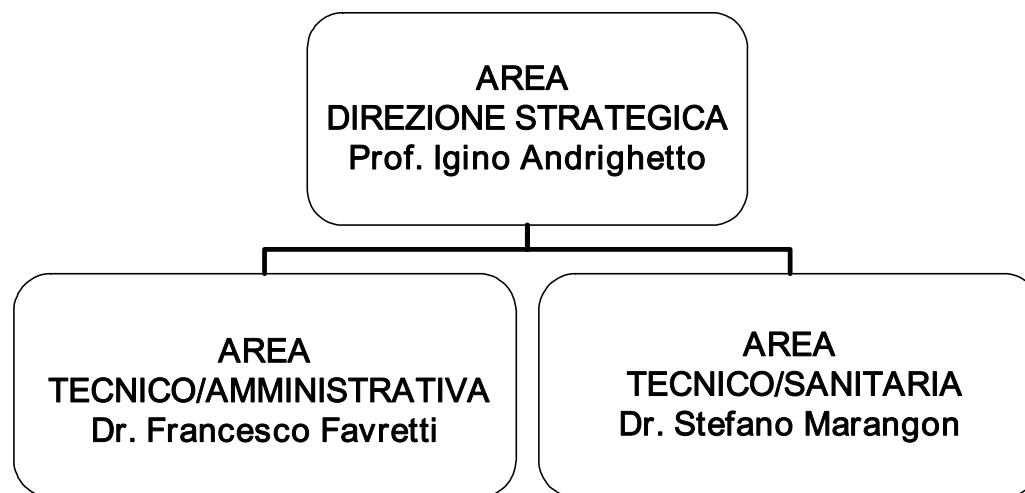 AREA
DIREZIONE STRATEGICA
Prof. Igino Andrighetto
AREA
TECNICO/AMMINISTRATIVA
Dr. Francesco Favretti
AREA
TECNICO/SANITARIA
Dr. Stefano Marangon